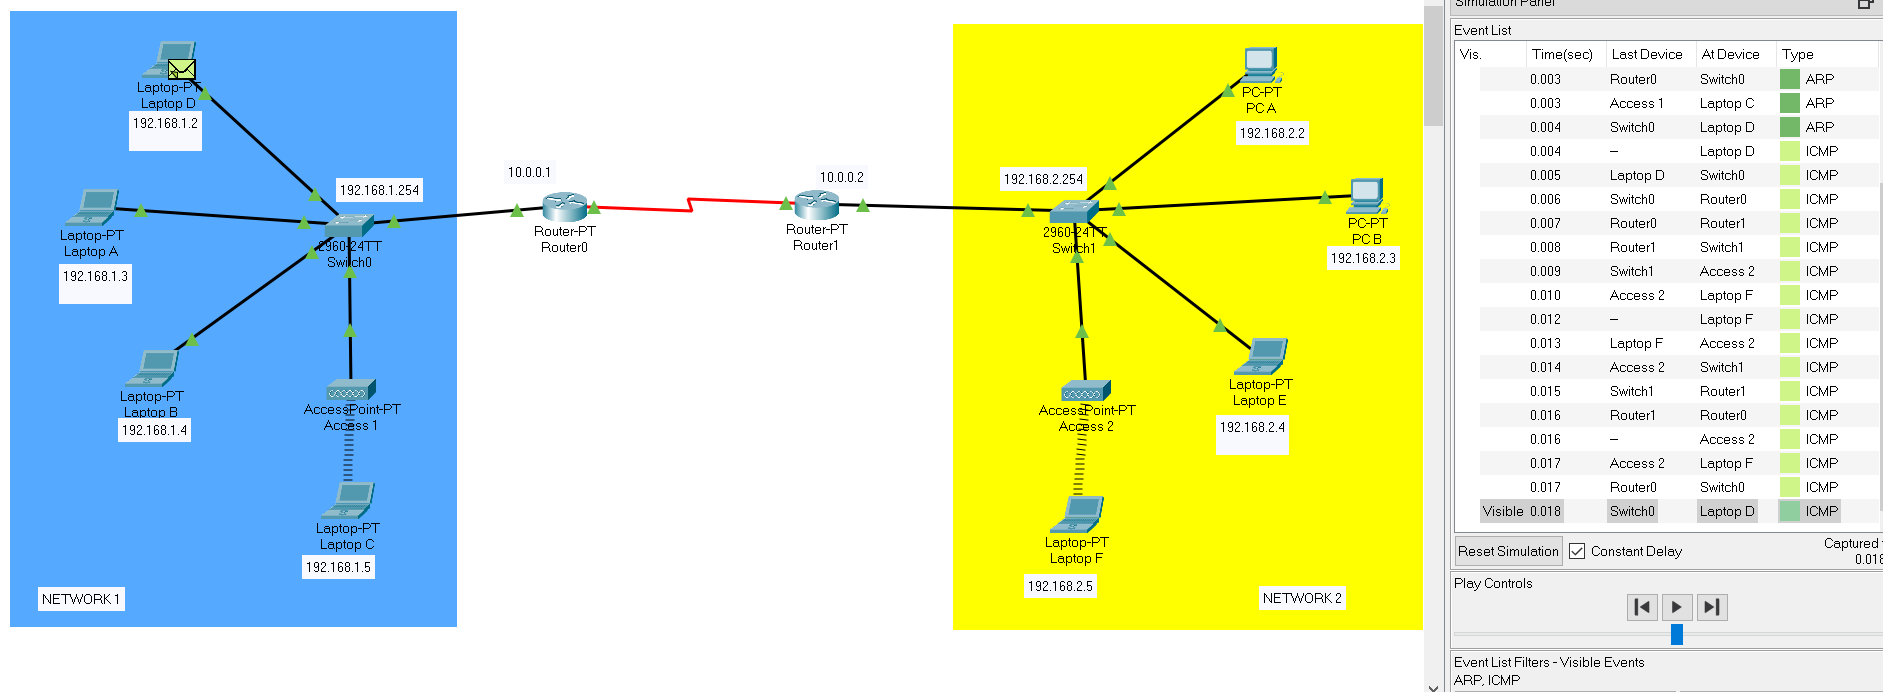 Simulation Panel
Event List
Vis. Time(sec) Last Device At Device Type
0.003 Router0 Switch0 ARP
0.003 Access 1 Laptop C ARP
0.004 Switch0 Laptop D ARP
0.004 -- Laptop D ICMP
0.005 Laptop D Switch0 ICMP
0.006 Switch0 Router0 ICMP
0.007 Router0 Router1 ICMP
0.008 Router1 Switch1 ICMP
0.009 Switch1 Access 2 ICMP
0.010 Access 2 Laptop F ICMP
0.012 -- Laptop F ICMP
0.013 Laptop F Access 2 ICMP
0.014 Access 2 Switch1 ICMP
0.015 Switch1 Router1 ICMP
0.016 Router1 Router0 ICMP
0.016 -- Access 2 ICMP
0.017 Access 2 Laptop F ICMP
0.017 Router0 Switch0 ICMP
Visible 0.018 Switch0 Laptop D ICMP
Reset Simulation Constant Delay Captured
0.018
Play Controls
Event List Filters - Visible Events
ARP, ICMP
Laptop-PT
Laptop D
192.168.1.2
192.168.1.254
Laptop-PT
Laptop A
192.168.1.3
2960-24TT
Switch0
Laptop-PT
Laptop B
192.168.1.4
AccessPoint-PT
Access 1
Laptop-PT
Laptop C
192.168.1.5
NETWORK 1
10.0.0.1
Router-PT
Router0
10.0.0.2
Router-PT
Router1
PC-PT
PC A
192.168.2.2
192.168.2.254
2960-24TT
Switch1
PC-PT
PC B
192.168.2.3
Laptop-PT
Laptop E
192.168.2.4
AccessPoint-PT
Access 2
Laptop-PT
Laptop F
192.168.2.5
NETWORK 2